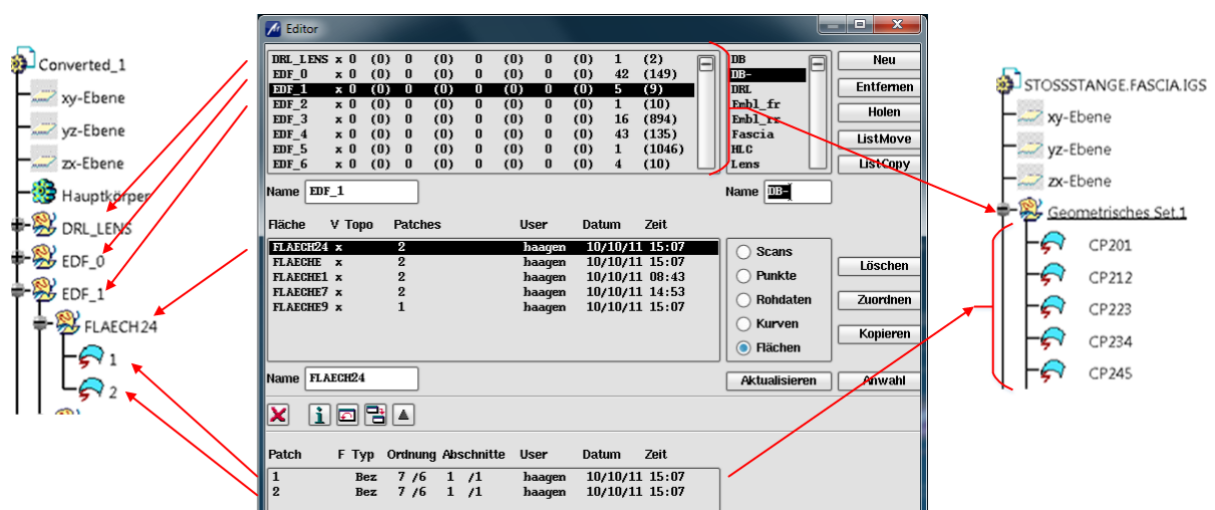 Converted_1
xy-Ebene
yz-Ebene
zx-Ebene
Hauptkörper
DRL_LENS
EDF_0
EDF_1
FLAECH24
1
2
Editor
DRL_LENS x 0 (0) 0 (0) 0 (0) 0 (0) 1 (2)
EDF_0 x 0 (0) 0 (0) 0 (0) 0 (0) 42 (149)
EDF_1 x 0 (0) 0 (0) 0 (0) 0 (0) 5 (9)
EDF_2 x 0 (0) 0 (0) 0 (0) 0 (0) 1 (10)
EDF_3 x 0 (0) 0 (0) 0 (0) 0 (0) 16 (894)
EDF_4 x 0 (0) 0 (0) 0 (0) 0 (0) 43 (135)
EDF_5 x 0 (0) 0 (0) 0 (0) 0 (0) 1 (1046)
EDF_6 x 0 (0) 0 (0) 0 (0) 0 (0) 4 (10)
DB
DB-
DRL
Embl_fr
Embl_rr
Fascia
HLC
Lens
Neu
Entfernen
Holen
ListMove
ListCopy
Name EDF_1
Name DB-
Fläche V Topo Patches User Datum Zeit
FLAECH24 x 2 haagen 10/10/11 15:07
FLAECHE x 2 haagen 10/10/11 15:07
FLAECHE1 x 2 haagen 10/10/11 08:43
FLAECHE7 x 2 haagen 10/10/11 14:53
FLAECHE9 x 1 haagen 10/10/11 15:07
Scans
Punkte
Rohdaten
Kurven
Flächen
Löschen
Zuordnen
Kopieren
Name FLAECH24
Aktualisieren
Anwahl
Patch F Typ Ordnung Abschnitte User Datum Zeit
1 Bez 7 /6 1 /1 haagen 10/10/11 15:07
2 Bez 7 /6 1 /1 haagen 10/10/11 15:07
STOSSSTANGE.FASCIA.IGS
xy-Ebene
yz-Ebene
zx-Ebene
Geometrisches Set.1
CP201
CP212
CP223
CP234
CP245